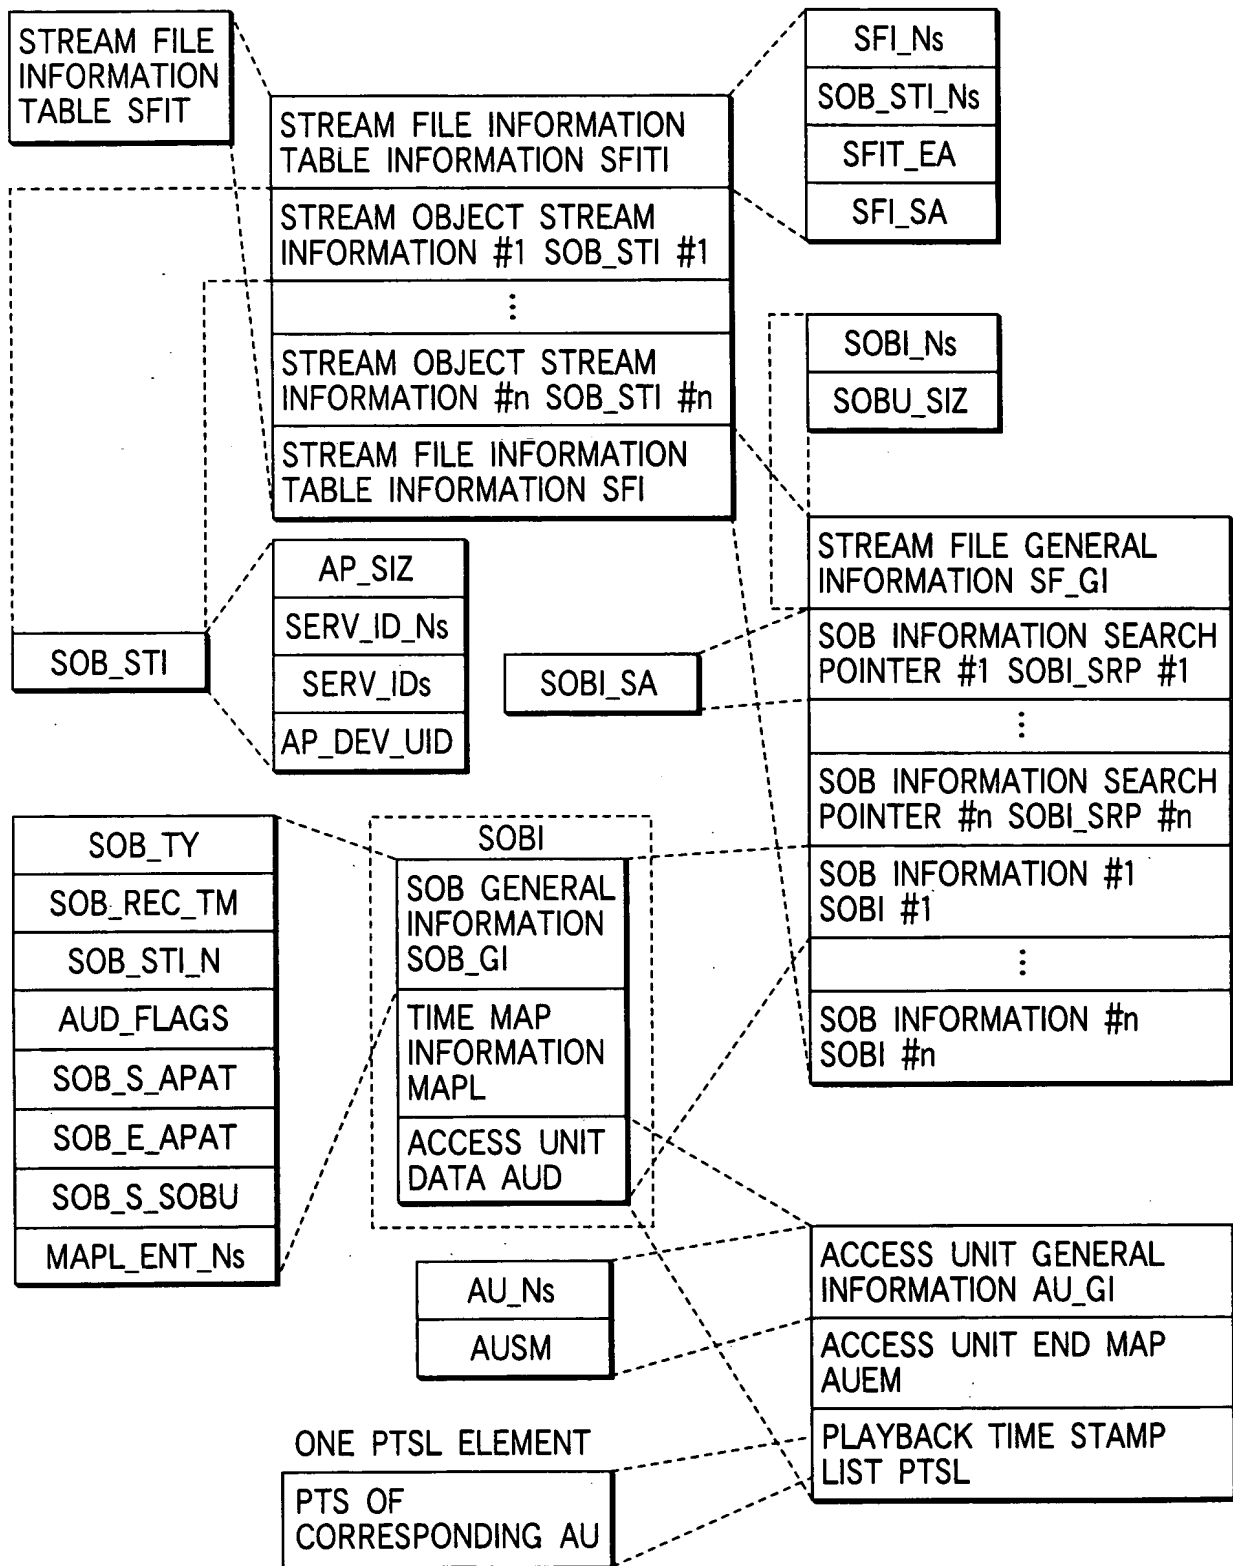 STREAM FILE
INFORMATION
TABLE SFIT
STREAM FILE INFORMATION
TABLE INFORMATION SFITI
STREAM OBJECT STREAM
INFORMATION #1 SOB_STI #1
⋮
STREAM OBJECT STREAM
INFORMATION #n SOB_STI #n
STREAM FILE INFORMATION
TABLE INFORMATION SFI
SFI_Ns
SOB_STI_Ns
SFIT_EA
SFI_SA
SOBI_Ns
SOBU_SIZ
STREAM FILE GENERAL
INFORMATION SF_GI
SOB INFORMATION SEARCH
POINTER #1 SOBI_SRP #1
⋮
SOB INFORMATION SEARCH
POINTER #n SOBI_SRP #n
SOB INFORMATION #1
SOBI #1
⋮
SOB INFORMATION #n
SOBI #n
SOB_STI
AP_SIZ
SERV_ID_Ns
SERV_IDs
AP_DEV_UID
SOBI_SA
SOB_TY
SOB_REC_TM
SOB_STI_N
AUD_FLAGS
SOB_S_APAT
SOB_E_APAT
SOB_S_SOBU
MAPL_ENT_Ns
SOBI
SOB GENERAL
INFORMATION
SOB_GI
TIME MAP
INFORMATION
MAPL
ACCESS UNIT
DATA AUD
AU_Ns
AUSM
ACCESS UNIT GENERAL
INFORMATION AU_GI
ACCESS UNIT END MAP
AUEM
PLAYBACK TIME STAMP
LIST PTSL
ONE PTSL ELEMENT
PTS OF
CORRESPONDING AU